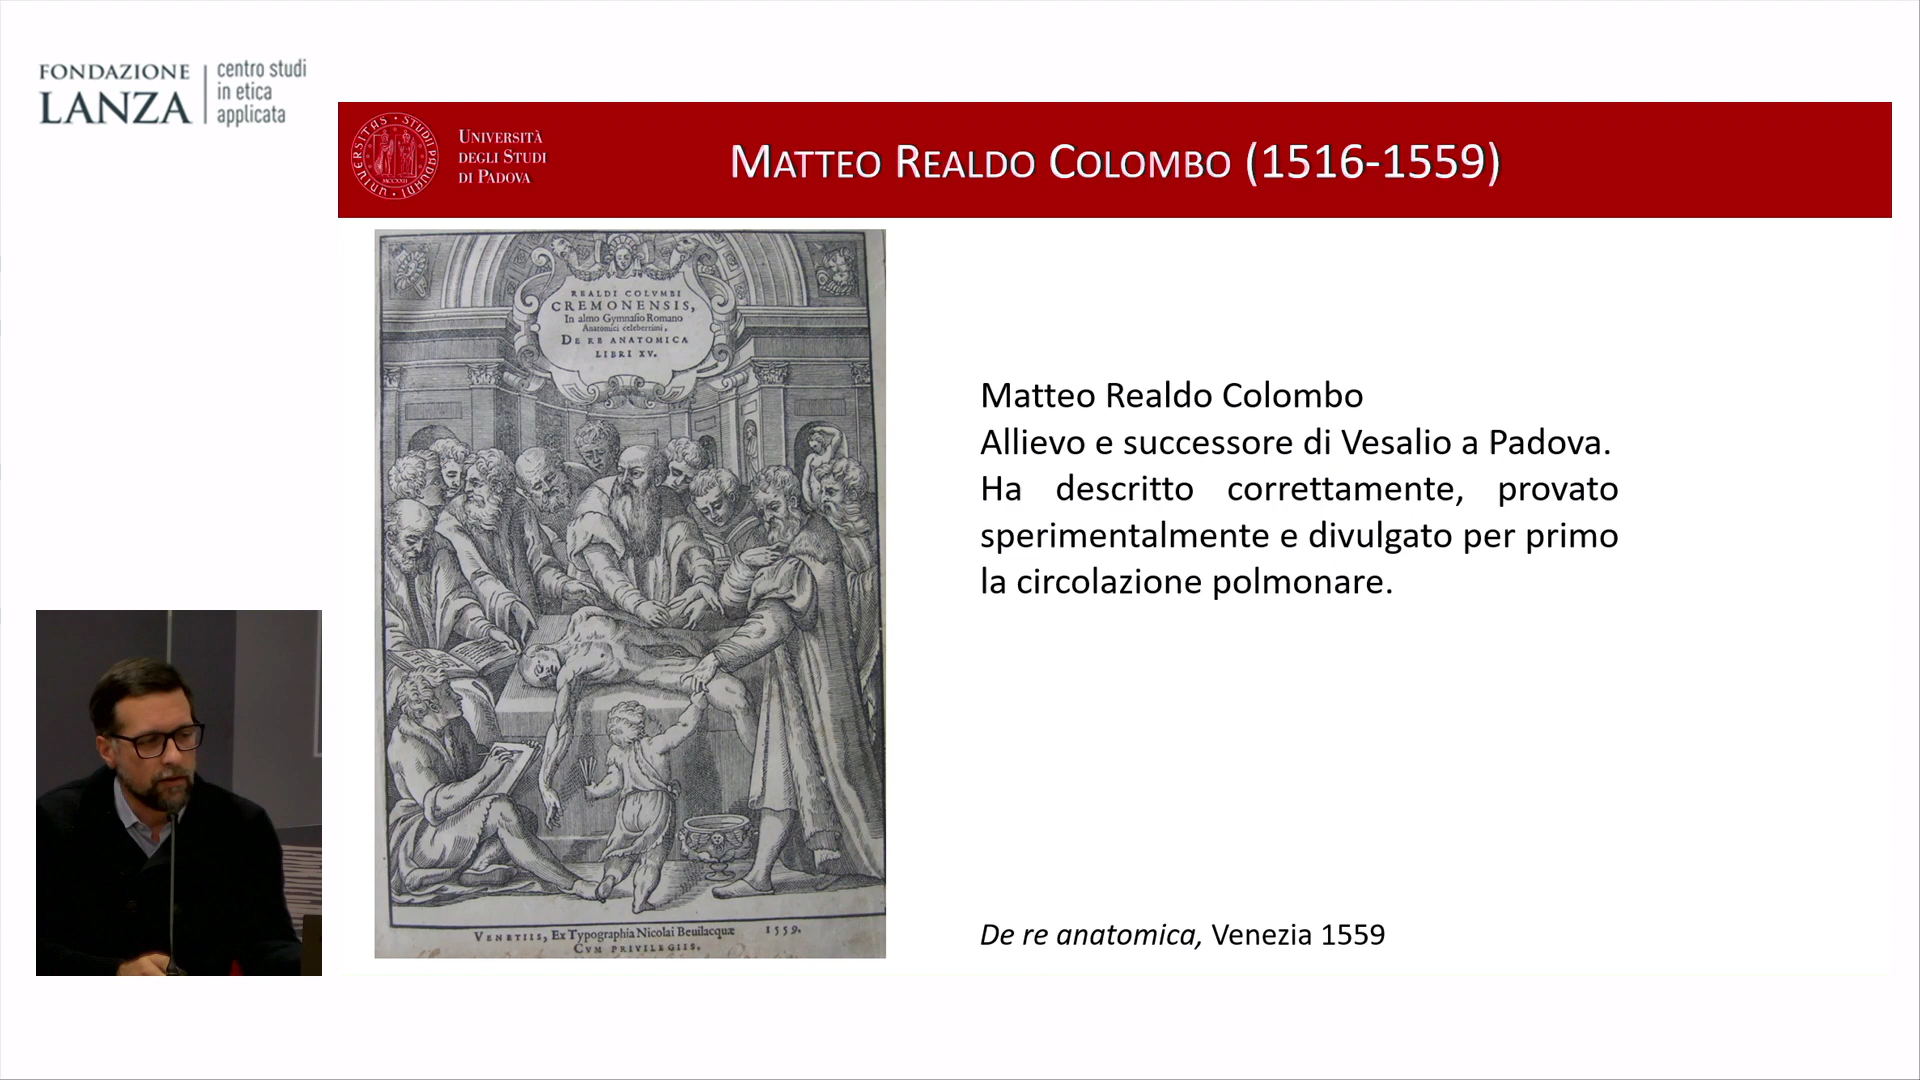 FONDAZIONE
LANZA
centro studi
in etica
applicata
UNIVERSITÀ
DEGLI STUDI
DI PADOVA
MATTEO REALDO COLOMBO (1516-1559)
REALDI COLVMBI
CREMONENSIS,
In almo Gymnasio Romano
Anatomici celeberrimi,
DE RE ANATOMICA
LIBRI XV.
VENETIIS, Ex Typographia Nicolai Beuilacquæ 1559.
CVM PRIVILEGIIS.
Matteo Realdo Colombo
Allievo e successore di Vesalio a Padova.
Ha descritto correttamente, provato
sperimentalmente e divulgato per primo
la circolazione polmonare.
De re anatomica, Venezia 1559